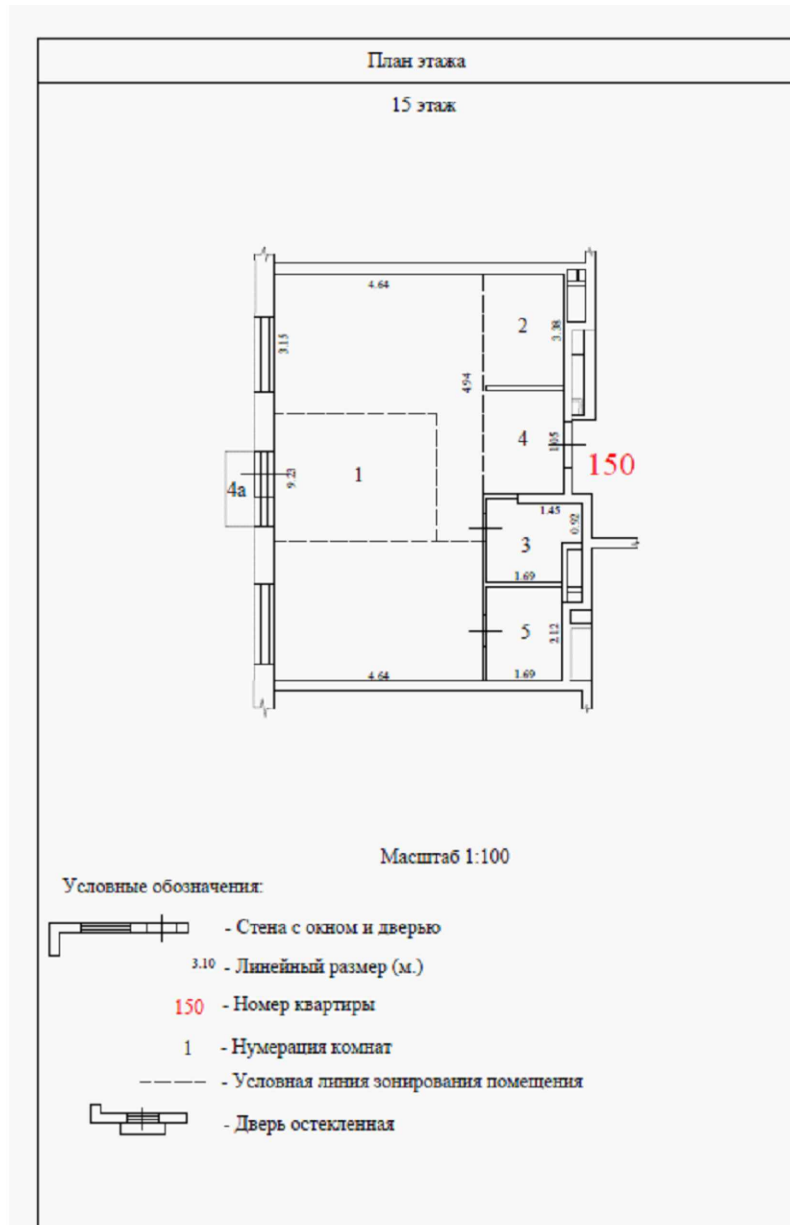 План этажа
15 этаж
4.64
2
3.38
3.15
4.94
4
1.05
150
1
9.23
4а
1.45
0.92
3
1.69
5
2.12
4.64
1.69
Масштаб 1:100
Условные обозначения:
- Стена с окном и дверью
3.10 - Линейный размер (м.)
150 - Номер квартиры
1 - Нумерация комнат
- Условная линия зонирования помещения
- Дверь остекленная